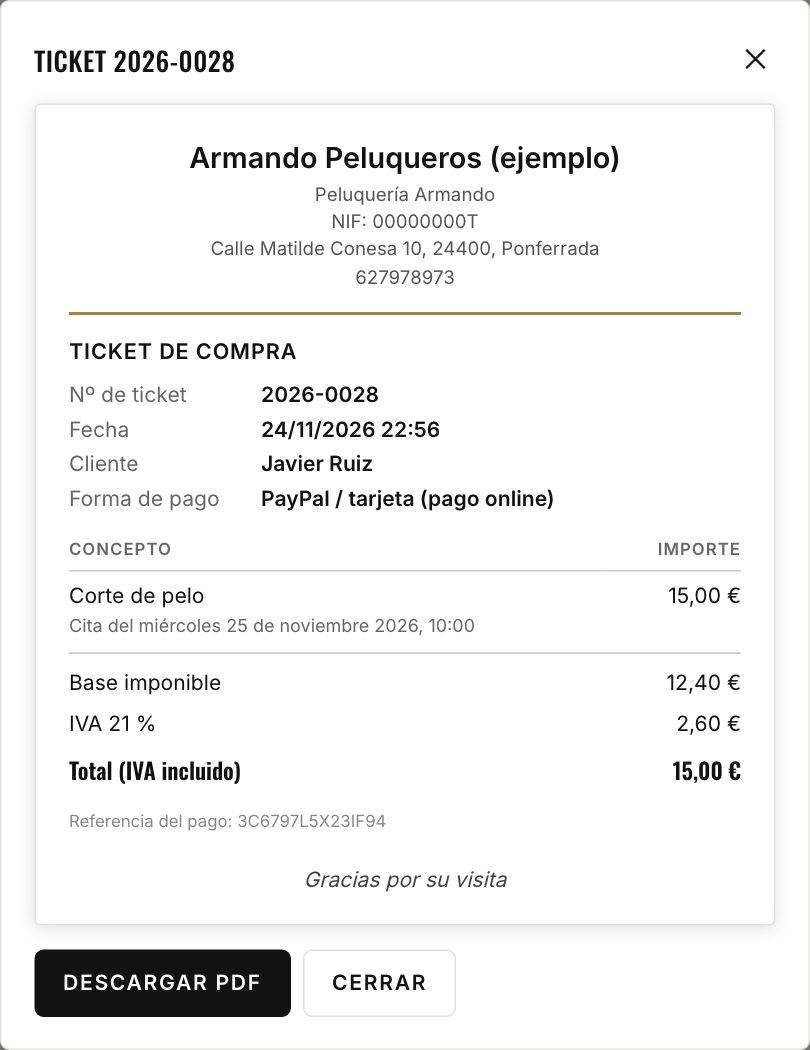 TICKET 2026-0028
Armando Peluqueros (ejemplo)
Peluquería Armando
NIF: 00000000T
Calle Matilde Conesa 10, 24400, Ponferrada
627978973
TICKET DE COMPRA
Nº de ticket 2026-0028
Fecha 24/11/2026 22:56
Cliente Javier Ruiz
Forma de pago PayPal / tarjeta (pago online)
CONCEPTO IMPORTE
Corte de pelo 15,00 €
Cita del miércoles 25 de noviembre 2026, 10:00
Base imponible 12,40 €
IVA 21 % 2,60 €
Total (IVA incluido) 15,00 €
Referencia del pago: 3C6797L5X23IF94
Gracias por su visita
DESCARGAR PDF CERRAR